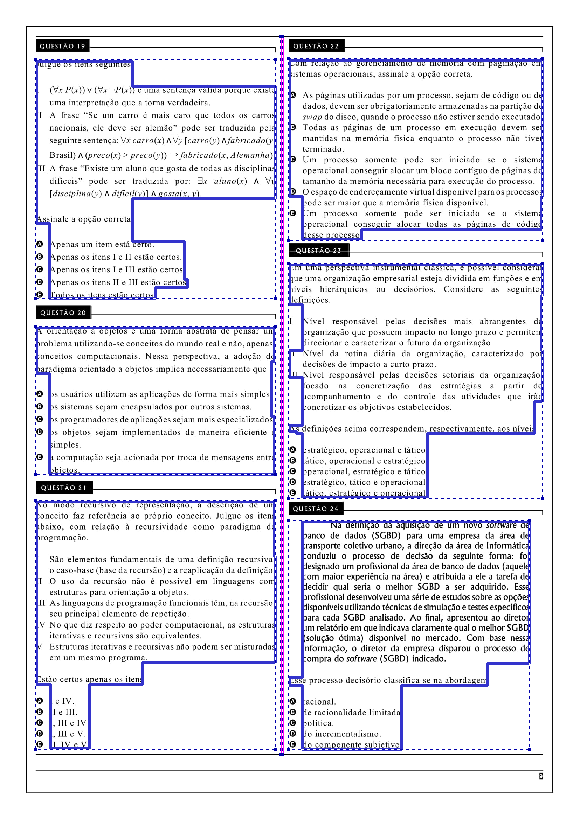 QUESTÃO 19
Julgue os itens seguintes.
(∀x P(x)) ∨ (∀x ¬P(x)) é uma sentença válida porque existe
uma interpretação que a torna verdadeira.
I A frase “Se um carro é mais caro que todos os carros
nacionais, ele deve ser alemão” pode ser traduzida pela
seguinte sentença: ∀x carro(x) ∧ ∀y [carro(y) ∧ fabricado(y,
Brasil) ∧ (preco(x) > preco(y))] → fabricado(x, Alemanha)
II A frase “Existe um aluno que gosta de todas as disciplinas
difíceis” pode ser traduzida por: ∃x aluno(x) ∧ ∀y
[disciplina(y) ∧ dificil(y)] ∧ gosta(x, y)
Assinale a opção correta.
A Apenas um item está certo.
B Apenas os itens I e II estão certos.
C Apenas os itens I e III estão certos.
D Apenas os itens II e III estão certos.
E Todos os itens estão certos.
QUESTÃO 20
A orientação a objetos é uma forma abstrata de pensar um
problema utilizando-se conceitos do mundo real e não, apenas,
conceitos computacionais. Nessa perspectiva, a adoção do
paradigma orientado a objetos implica necessariamente que
A os usuários utilizem as aplicações de forma mais simples.
B os sistemas sejam encapsulados por outros sistemas.
C os programadores de aplicações sejam mais especializados.
D os objetos sejam implementados de maneira eficiente e
simples.
E a computação seja acionada por troca de mensagens entre
objetos.
QUESTÃO 21
No modo recursivo de representação, a descrição de um
conceito faz referência ao próprio conceito. Julgue os itens
abaixo, com relação à recursividade como paradigma de
programação.
São elementos fundamentais de uma definição recursiva:
o caso-base (base da recursão) e a reaplicação da definição.
II O uso da recursão não é possível em linguagens com
estruturas para orientação a objetos.
III As linguagens de programação funcionais têm, na recursão,
seu principal elemento de repetição.
IV No que diz respeito ao poder computacional, as estruturas
iterativas e recursivas são equivalentes.
V Estruturas iterativas e recursivas não podem ser misturadas
em um mesmo programa.
Estão certos apenas os itens
A I e IV.
B II e III.
C I, III e IV.
D I, III e V.
E II, IV e V.
QUESTÃO 22
Com relação ao gerenciamento de memória com paginação em
sistemas operacionais, assinale a opção correta.
A As páginas utilizadas por um processo, sejam de código ou de
dados, devem ser obrigatoriamente armazenadas na partição de
swap do disco, quando o processo não estiver sendo executado.
B Todas as páginas de um processo em execução devem ser
mantidas na memória física enquanto o processo não tiver
terminado.
C Um processo somente pode ser iniciado se o sistema
operacional conseguir alocar um bloco contíguo de páginas do
tamanho da memória necessária para execução do processo.
D O espaço de endereçamento virtual disponível para os processos
pode ser maior que a memória física disponível.
E Um processo somente pode ser iniciado se o sistema
operacional conseguir alocar todas as páginas de código
desse processo.
QUESTÃO 23
Em uma perspectiva instrumental clássica, é possível considerar
que uma organização empresarial esteja dividida em funções e em
níveis hierárquicos ou decisórios. Considere as seguintes
definições.
I Nível responsável pelas decisões mais abrangentes da
organização que possuem impacto no longo prazo e permitem
direcionar e caracterizar o futuro da organização.
II Nível da rotina diária da organização, caracterizado por
decisões de impacto a curto prazo.
III Nível responsável pelas decisões setoriais da organização,
focado na concretização das estratégias a partir do
acompanhamento e do controle das atividades que irão
concretizar os objetivos estabelecidos.
As definições acima correspondem, respectivamente, aos níveis
A estratégico, operacional e tático.
B tático, operacional e estratégico.
C operacional, estratégico e tático.
D estratégico, tático e operacional.
E tático, estratégico e operacional.
QUESTÃO 24
Na definição da aquisição de um novo software de
banco de dados (SGBD) para uma empresa da área de
transporte coletivo urbano, a direção da área de Informática
conduziu o processo de decisão da seguinte forma: foi
designado um profissional da área de banco de dados (aquele
com maior experiência na área) e atribuída a ele a tarefa de
decidir qual seria o melhor SGBD a ser adquirido. Esse
profissional desenvolveu uma série de estudos sobre as opções
disponíveis utilizando técnicas de simulação e testes específicos
para cada SGBD analisado. Ao final, apresentou ao diretor
um relatório em que indicava claramente qual o melhor SGBD
(solução ótima) disponível no mercado. Com base nessa
informação, o diretor da empresa disparou o processo de
compra do software (SGBD) indicado.
Esse processo decisório classifica-se na abordagem
A racional.
B de racionalidade limitada.
C política.
D do incrementalismo.
E do componente subjetivo.